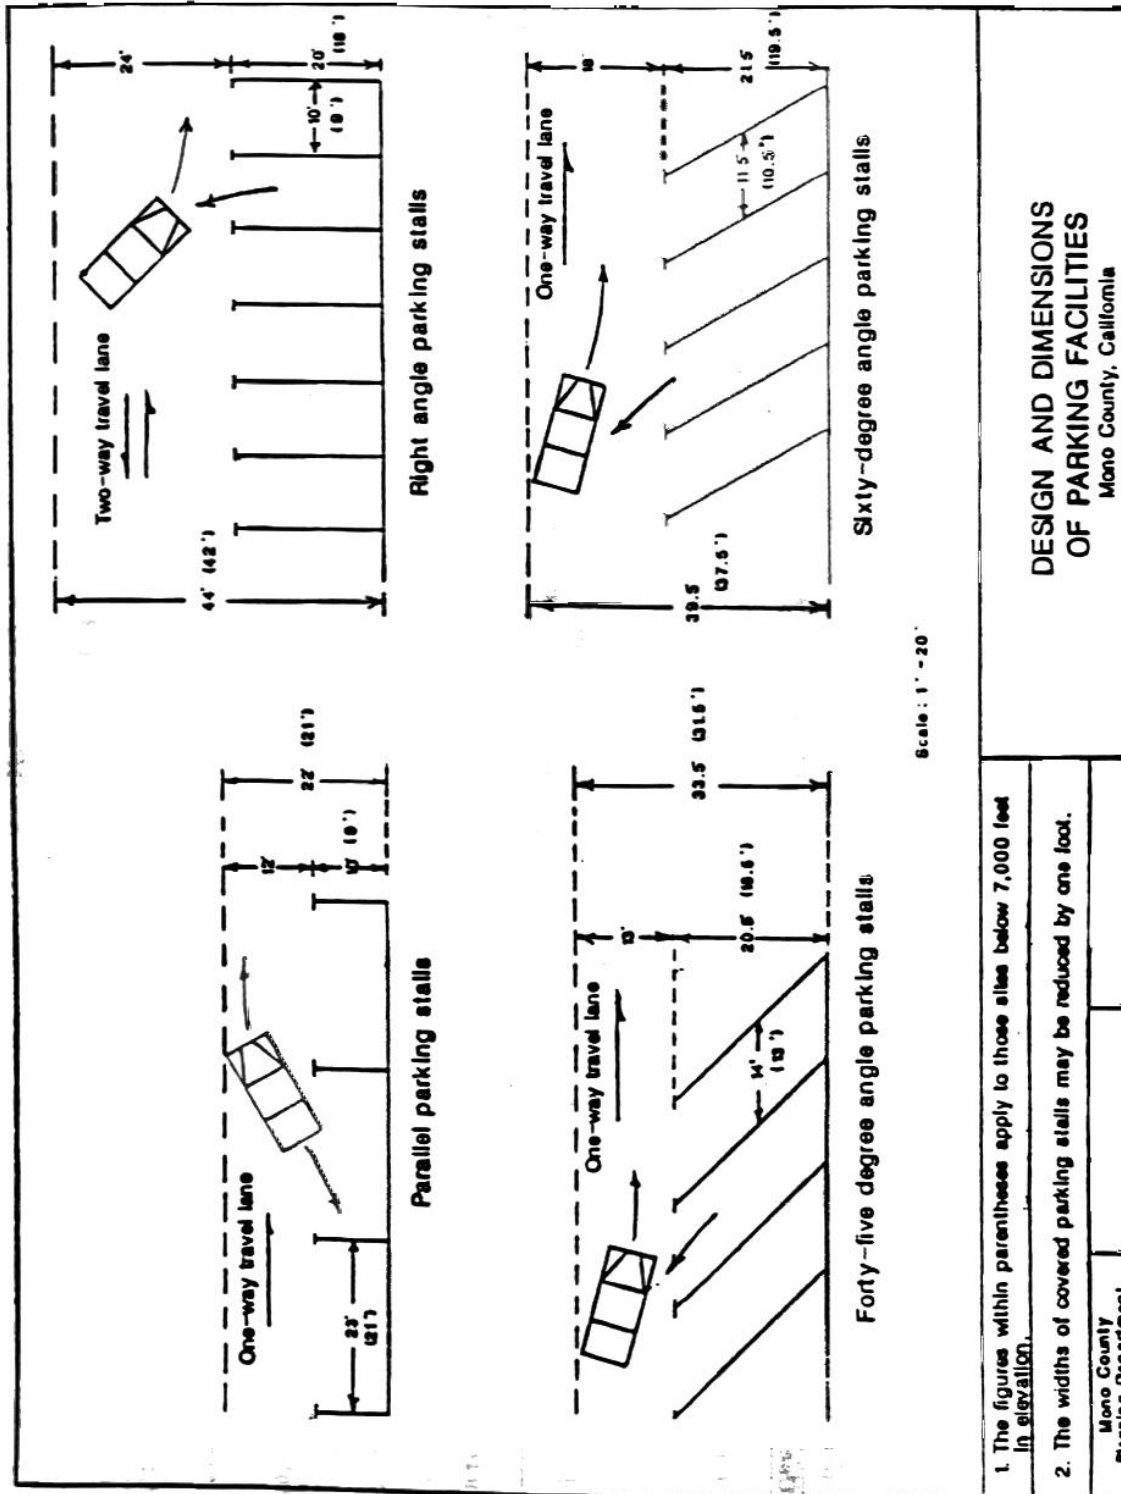 One-way travel lane
23'
(21')
12'
22' (21')
Parallel parking stalls
Two-way travel lane
44' (42')
24'
20'
(18')
10'
(9')
Right angle parking stalls
One-way travel lane
13'
33.5' (31.5')
20.5' (18.5')
14'
(13')
Forty-five degree angle parking stalls
One-way travel lane
39.5'
(37.5')
18'
21.5'
(19.5')
11.5'
(10.5')
Sixty-degree angle parking stalls
Scale : 1" - 20'
1. The figures within parentheses apply to those sites below 7,000 feet
in elevation.
2. The widths of covered parking stalls may be reduced by one foot.
Mono County
DESIGN AND DIMENSIONS
OF PARKING FACILITIES
Mono County, California